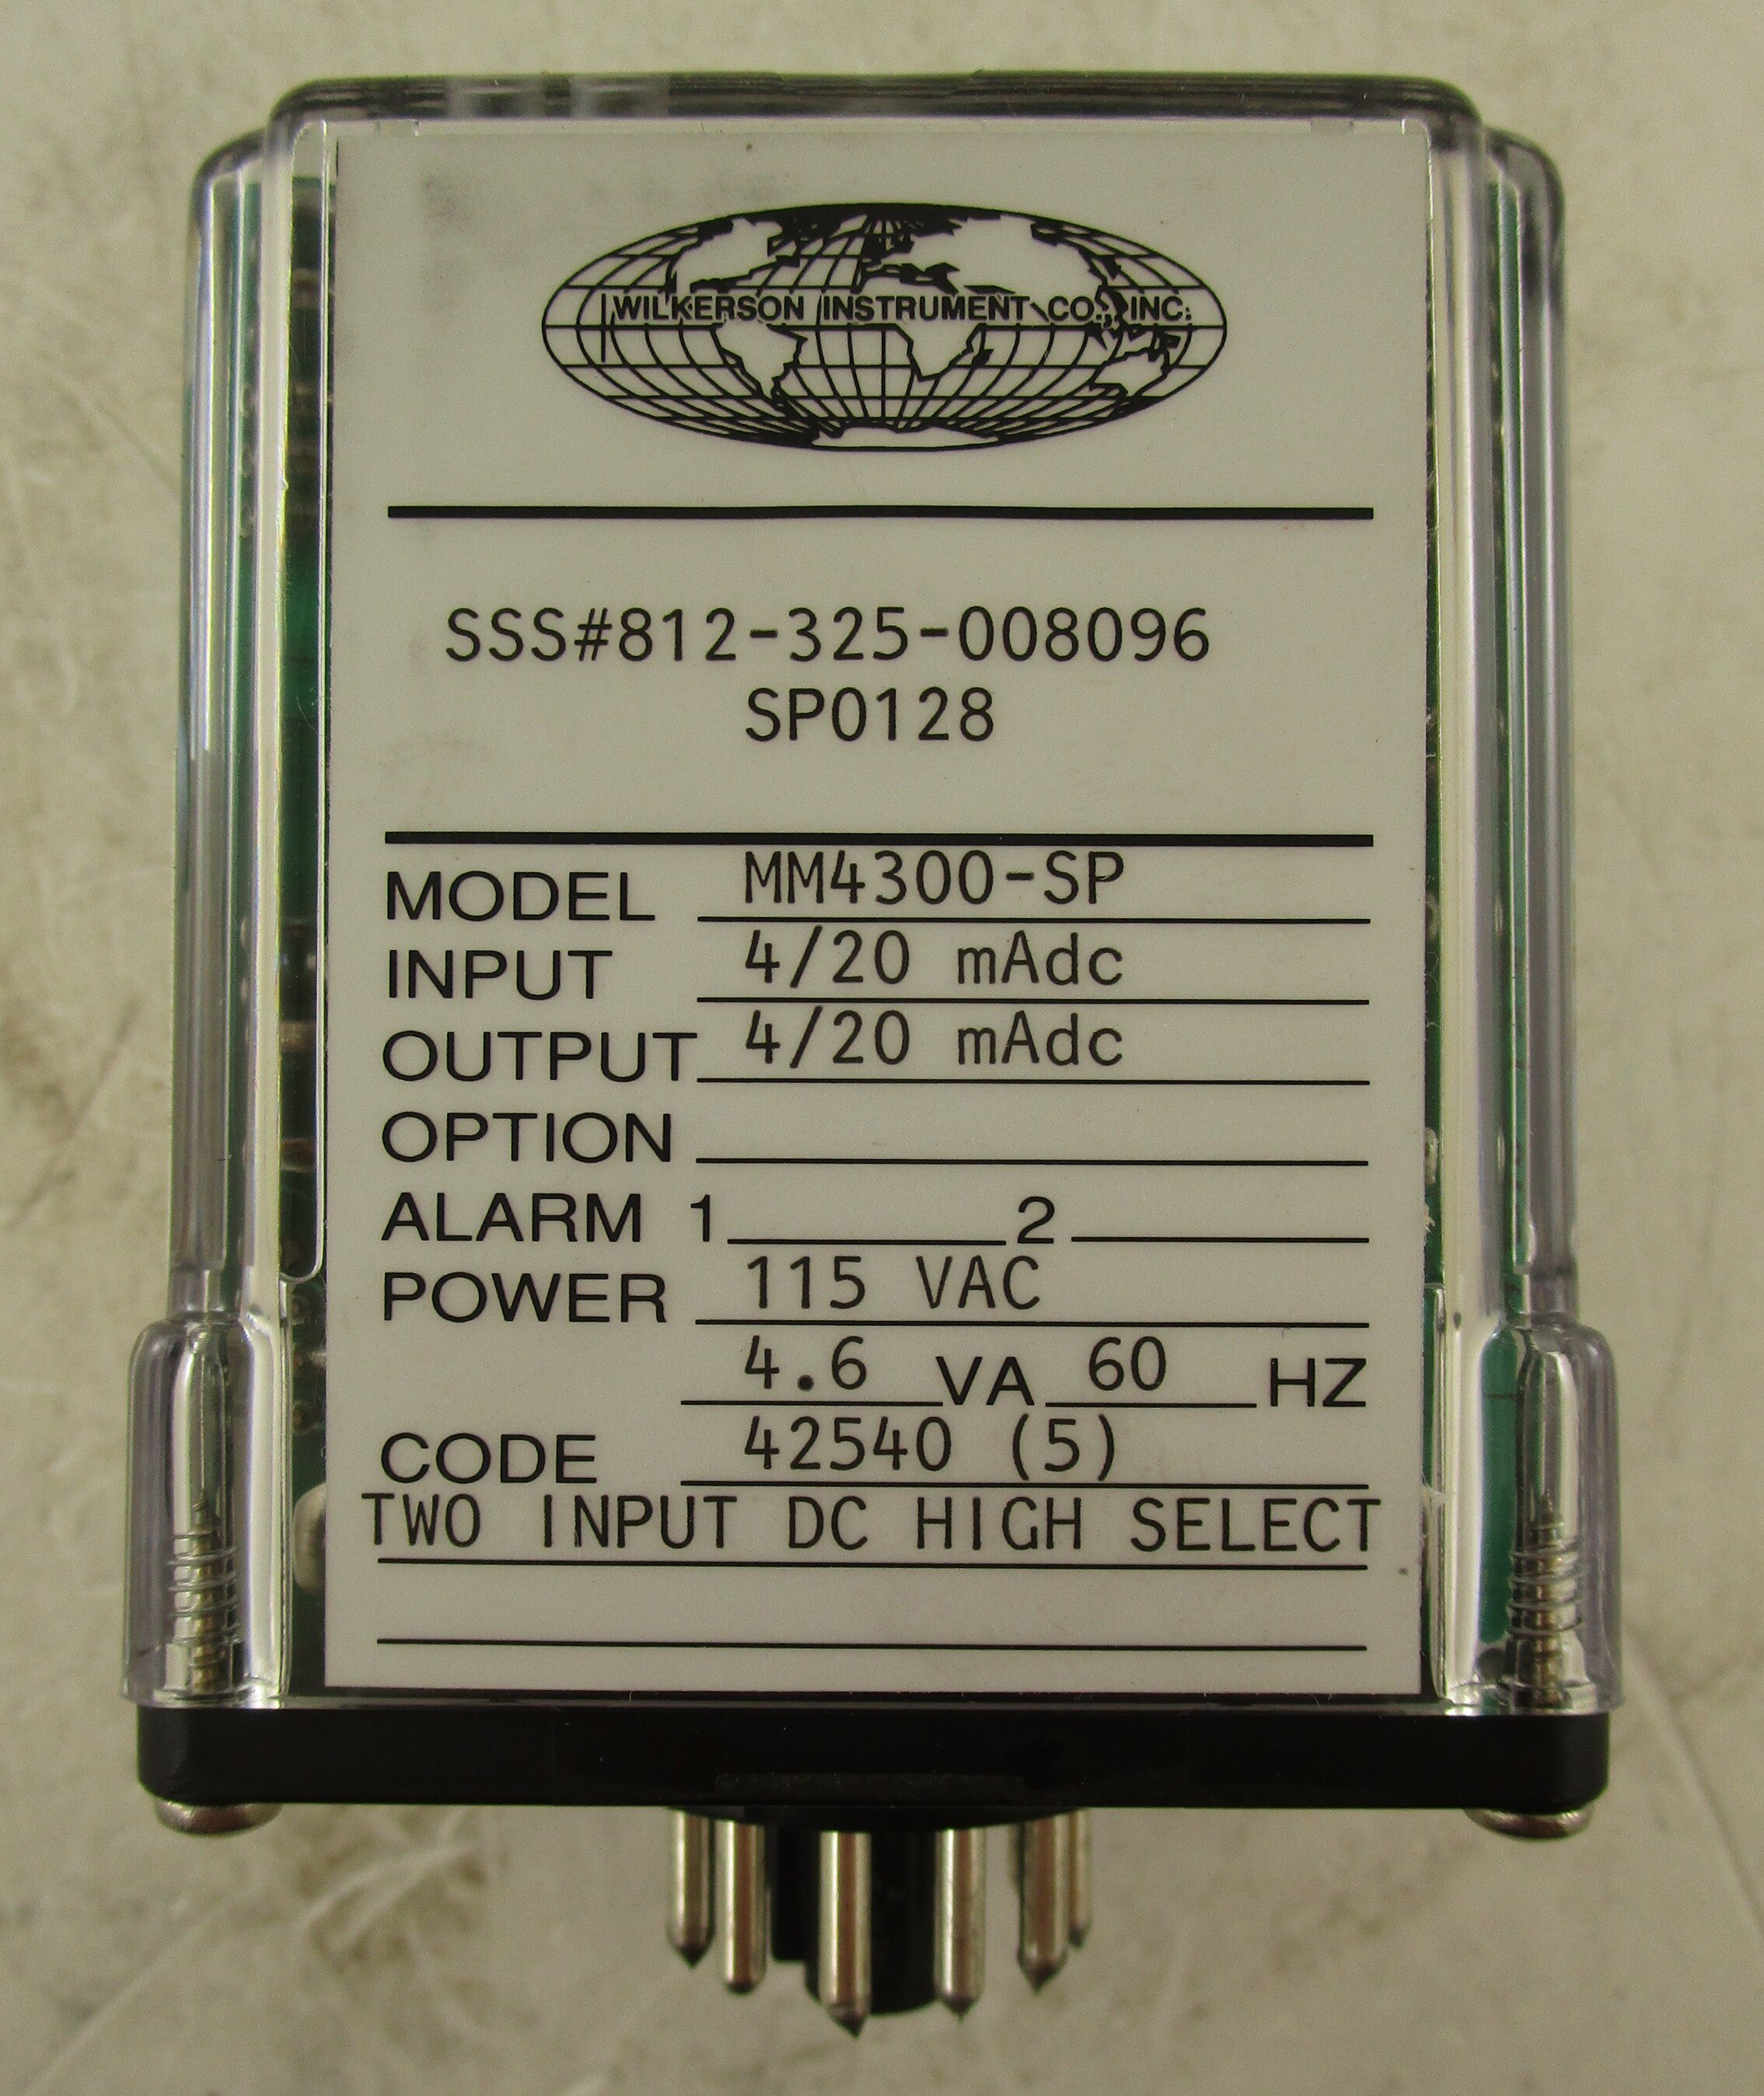 WILKERSON INSTRUMENT CO., INC.
SSS#812-325-008096
SP0128
MODEL MM4300-SP
INPUT 4/20 mAdc
OUTPUT 4/20 mAdc
OPTION
ALARM 1 2
POWER 115 VAC
4.6 VA 60 HZ
CODE 42540 (5)
TWO INPUT DC HIGH SELECT